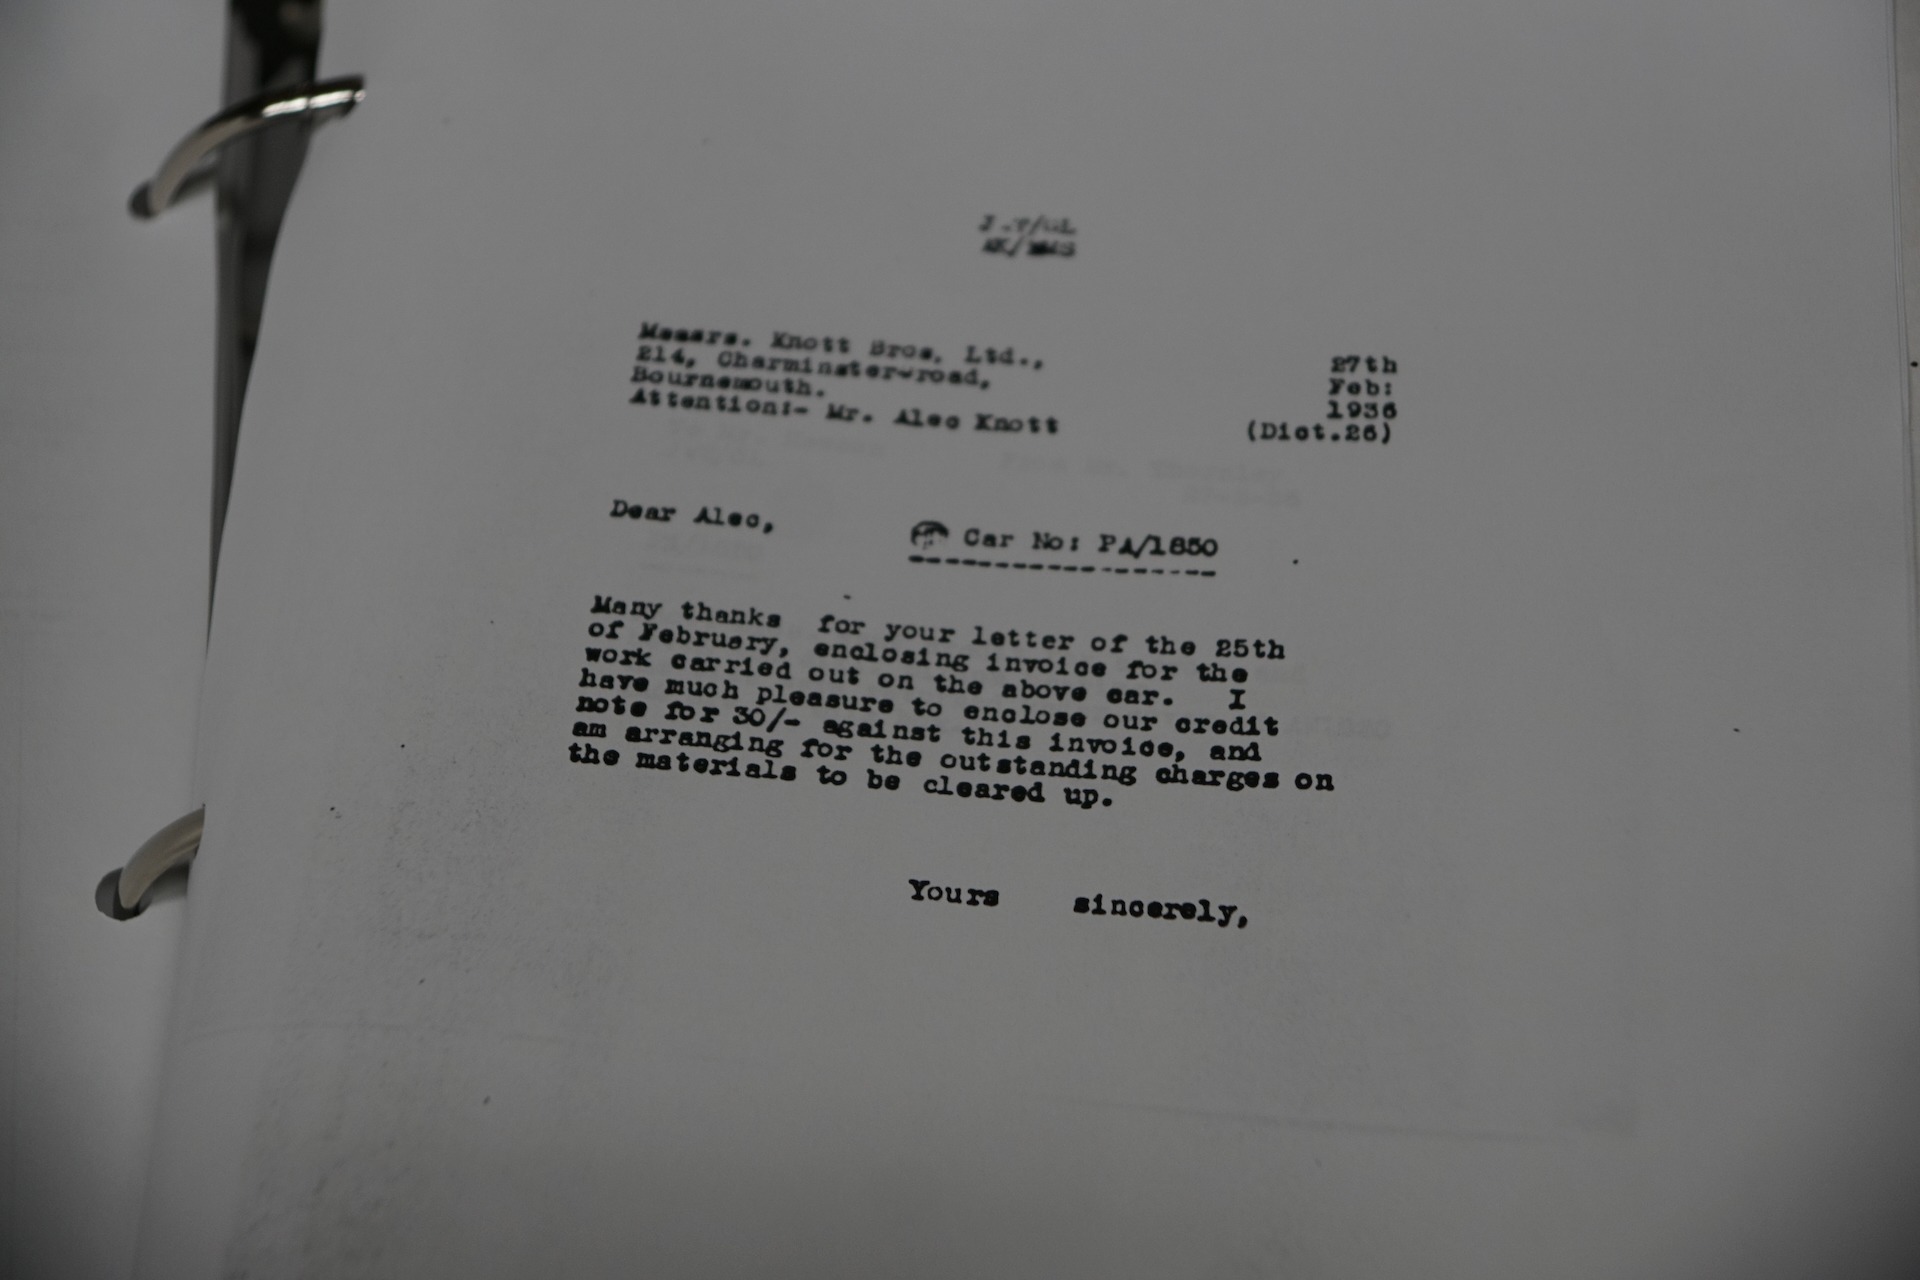 Messrs. Knott Bros, Ltd.,
214, Charminster-road,
Bournemouth.
Attention:- Mr. Alec Knott
27th
Feb:
1936
(Dict.26)
Dear Alec,
Car No: PA/1850
Many thanks for your letter of the 25th
of February, enclosing invoice for the
work carried out on the above car. I
have much pleasure to enclose our credit
note for 30/- against this invoice, and
am arranging for the outstanding charges on
the materials to be cleared up.
Yours sincerely,